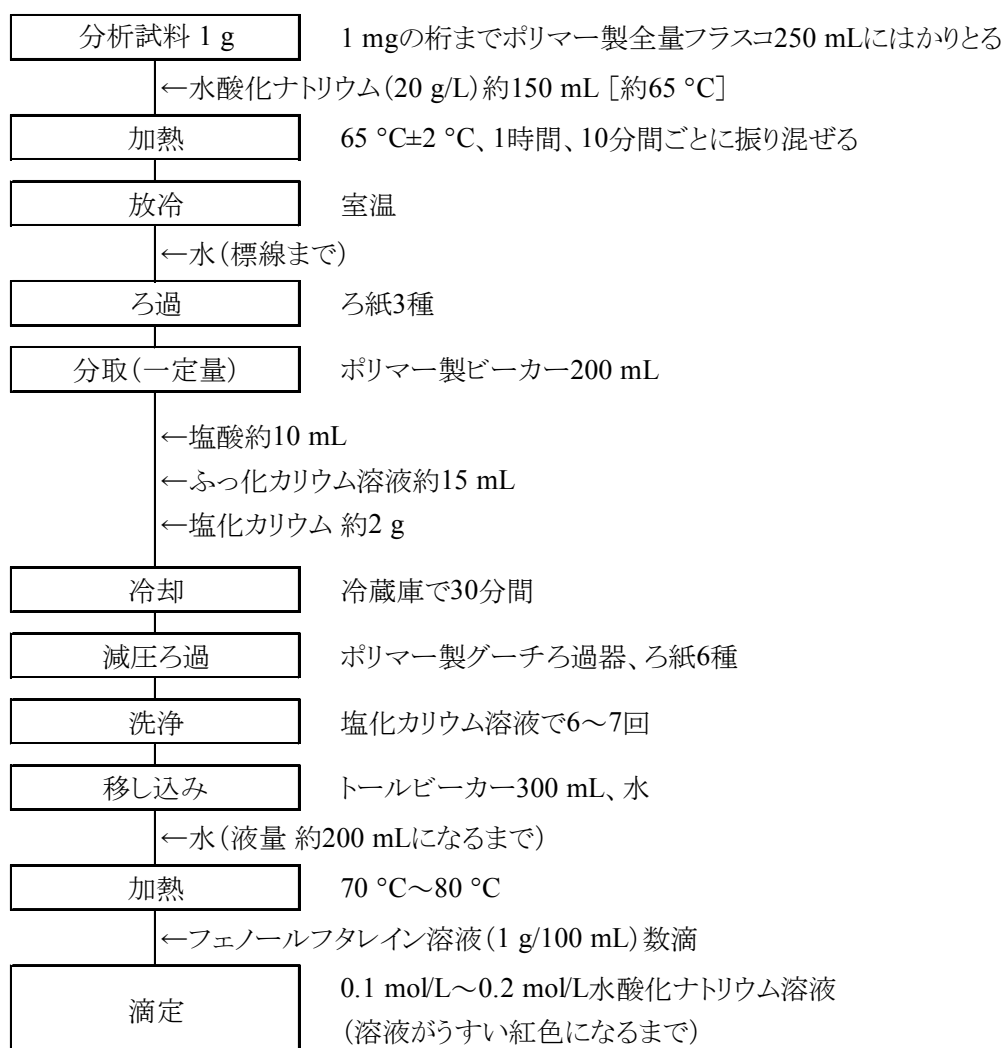 分析試料 1 g 1 mgの桁までポリマー製全量フラスコ250 mLにはかりとる
←水酸化ナトリウム(20 g/L)約150 mL [約65 °C]
加熱 65 °C±2 °C、1時間、10分間ごとに振り混ぜる
放冷 室温
←水(標線まで)
ろ過 ろ紙3種
分取(一定量) ポリマー製ビーカー200 mL
←塩酸約10 mL
←ふっ化カリウム溶液約15 mL
←塩化カリウム 約2 g
冷却 冷蔵庫で30分間
減圧ろ過 ポリマー製グーチろ過器、ろ紙6種
洗浄 塩化カリウム溶液で6~7回
移し込み トールビーカー300 mL、水
←水(液量 約200 mLになるまで)
加熱 70 °C~80 °C
←フェノールフタレイン溶液(1 g/100 mL)数滴
滴定 0.1 mol/L~0.2 mol/L水酸化ナトリウム溶液
(溶液がうすい紅色になるまで)